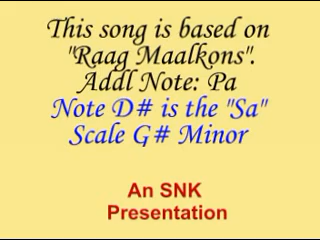 This song is based on
"Raag Maalkons".
Addl Note: Pa
Note D# is the "Sa"
Scale G# Minor
An SNK
Presentation